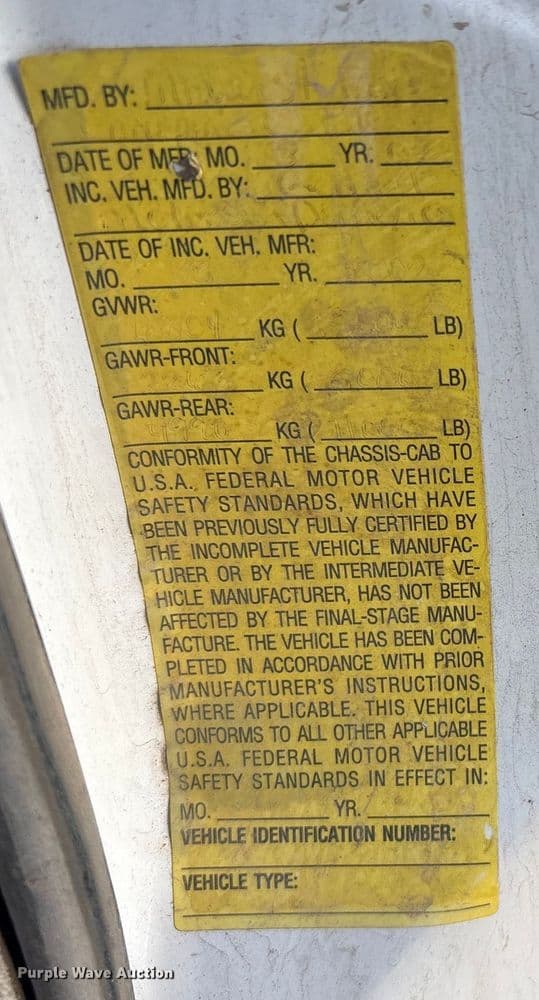 MFD. BY:
DATE OF MFR: MO. YR.
INC. VEH. MFD. BY:
DATE OF INC. VEH. MFR:
MO. YR.
GVWR:
KG ( LB)
GAWR-FRONT:
KG ( LB)
GAWR-REAR:
KG ( LB)
CONFORMITY OF THE CHASSIS-CAB TO
U.S.A. FEDERAL MOTOR VEHICLE
SAFETY STANDARDS, WHICH HAVE
BEEN PREVIOUSLY FULLY CERTIFIED BY
THE INCOMPLETE VEHICLE MANUFAC-
TURER OR BY THE INTERMEDIATE VE-
HICLE MANUFACTURER, HAS NOT BEEN
AFFECTED BY THE FINAL-STAGE MANU-
FACTURE. THE VEHICLE HAS BEEN COM-
PLETED IN ACCORDANCE WITH PRIOR
MANUFACTURER'S INSTRUCTIONS,
WHERE APPLICABLE. THIS VEHICLE
CONFORMS TO ALL OTHER APPLICABLE
U.S.A. FEDERAL MOTOR VEHICLE
SAFETY STANDARDS IN EFFECT IN:
MO. YR.
VEHICLE IDENTIFICATION NUMBER:
VEHICLE TYPE:
Purple Wave Auction